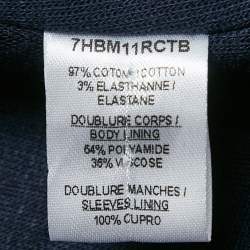 7HBM11RCTB
97% COTON / COTTON
3% ELASTHANNE /
ELASTANE
DOUBLURE CORPS /
BODY LINING
64% POLYAMIDE
36% VISCOSE
DOUBLURE MANCHES /
SLEEVES LINING
100% CUPRO